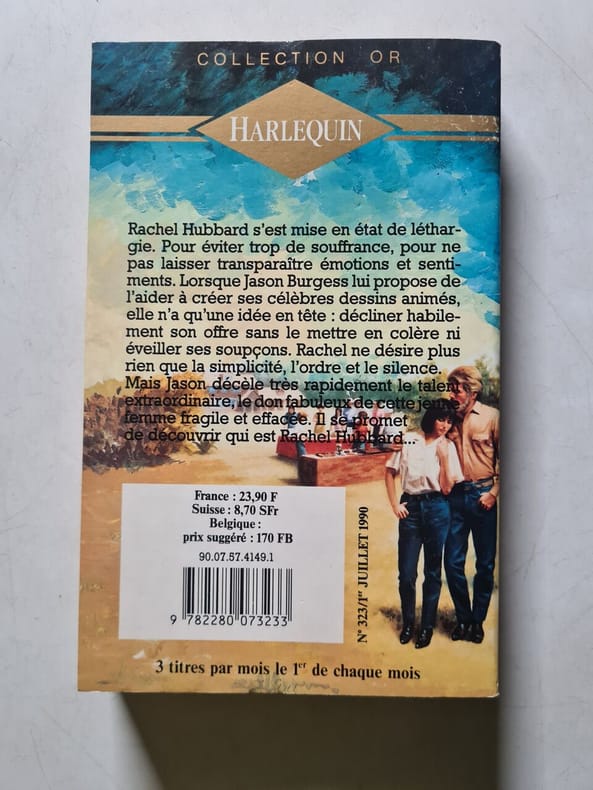 COLLECTION OR
HARLEQUIN
Rachel Hubbard s'est mise en état de léthar-
gie. Pour éviter trop de souffrance, pour ne
pas laisser transparaître émotions et senti-
ments. Lorsque Jason Burgess lui propose de
l'aider à créer ses célèbres dessins animés,
elle n'a qu'une idée en tête : décliner habile-
ment son offre sans le mettre en colère ni
éveiller ses soupçons. Rachel ne désire plus
rien que la simplicité, l'ordre et le silence.
Mais Jason décèle très rapidement le talent
extraordinaire, le don fabuleux de cette jeune
femme fragile et effacée. Il se promet
de découvrir qui est Rachel Hubbard...
France : 23,90 F
Suisse : 8,70 SFr
Belgique :
prix suggéré : 170 FB
90.07.57.4149.1
9 782280 073233
N° 323/1er JUILLET 1990
3 titres par mois le 1er de chaque mois